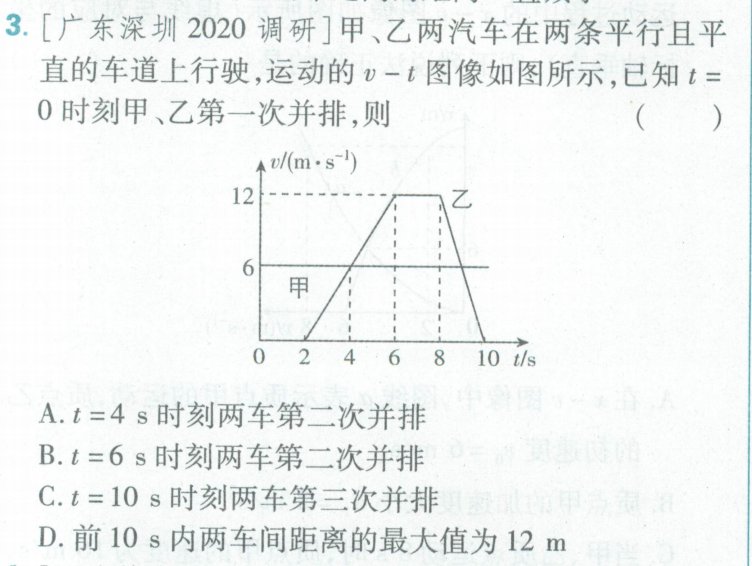 3. [广东深圳 2020 调研]甲、乙两汽车在两条平行且平
直的车道上行驶,运动的 v-t 图像如图所示,已知 t =
0 时刻甲、乙第一次并排,则 (    )
v/(m·s⁻¹)
12
乙
6
甲
0 2 4 6 8 10 t/s
A. t = 4 s 时刻两车第二次并排
B. t = 6 s 时刻两车第二次并排
C. t = 10 s 时刻两车第三次并排
D. 前 10 s 内两车间距离的最大值为 12 m